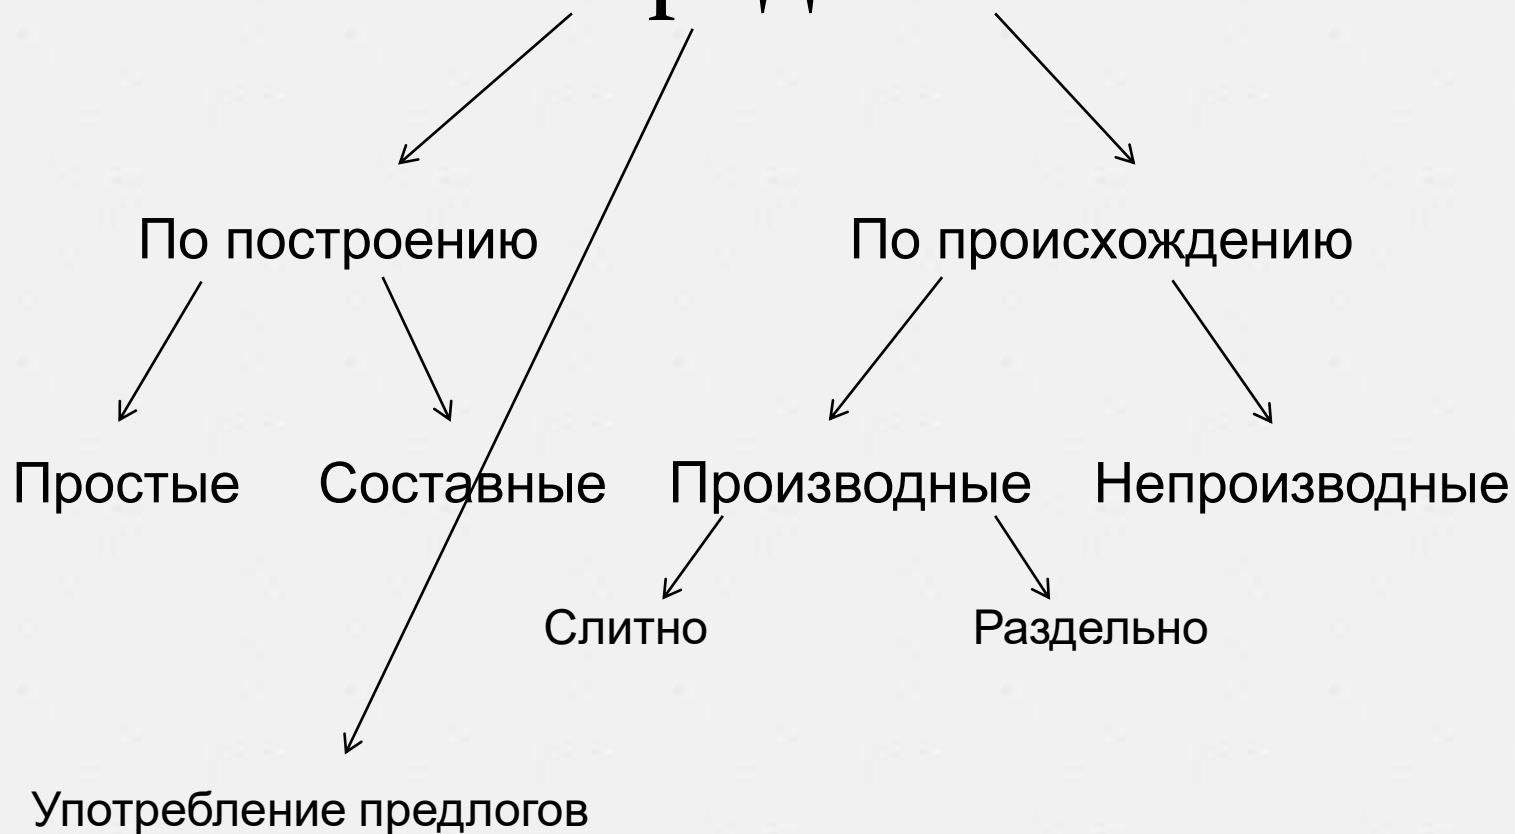 По построению По происхождению
Простые Составные Производные Непроизводные
Слитно Раздельно
Употребление предлогов